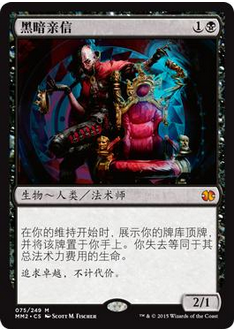 黑暗亲信 1
生物～人类／法术师
在你的维持开始时，展示你的牌库顶牌，
并将该牌置于你手上。你失去等同于其
总法术力费用的生命。
追求卓越，不计代价。
075/249 M
MM2 • CS SCOTT M. FISCHER
2/1
™ & © 2015 Wizards of the Coast